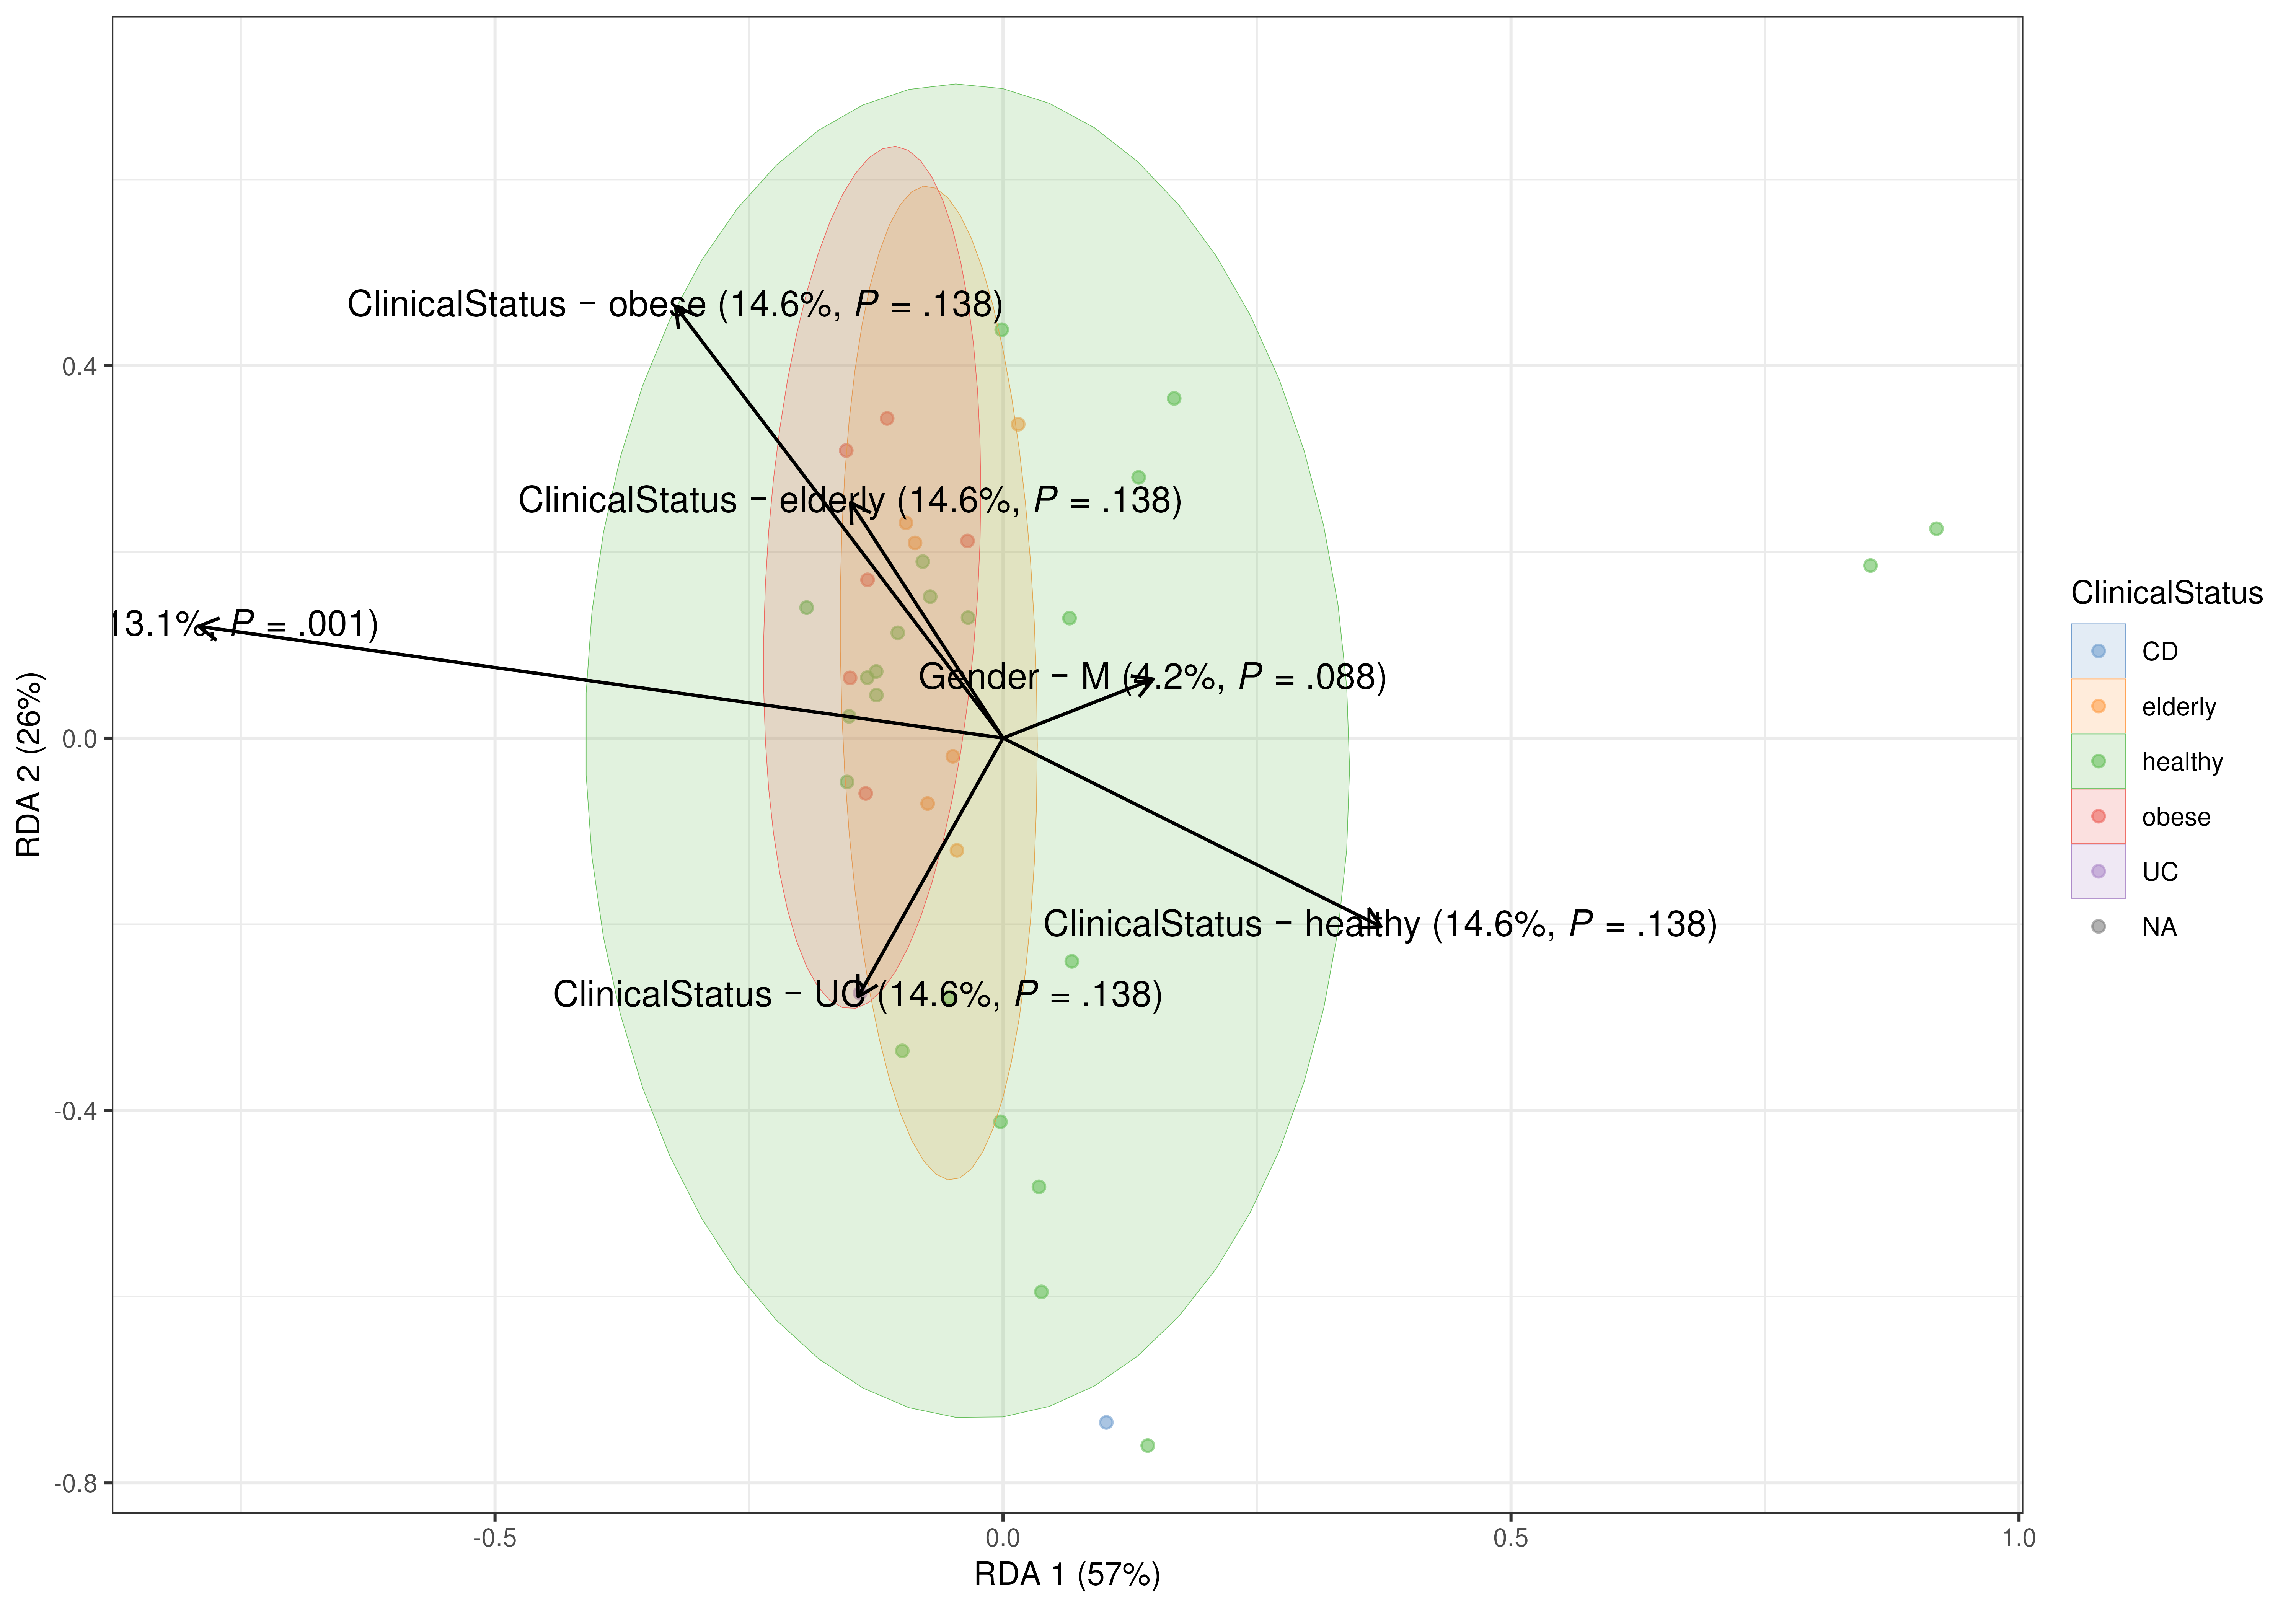 ClinicalStatus − obese (14.6%, P = .138)
ClinicalStatus − elderly (14.6%, P = .138)
13.1%, P = .001)
Gender − M (4.2%, P = .088)
ClinicalStatus − healthy (14.6%, P = .138)
ClinicalStatus − UC (14.6%, P = .138)
0.4
0.0
-0.4
-0.8
RDA 2 (26%)
-0.5
0.0
0.5
1.0
RDA 1 (57%)
ClinicalStatus
CD
elderly
healthy
obese
UC
NA